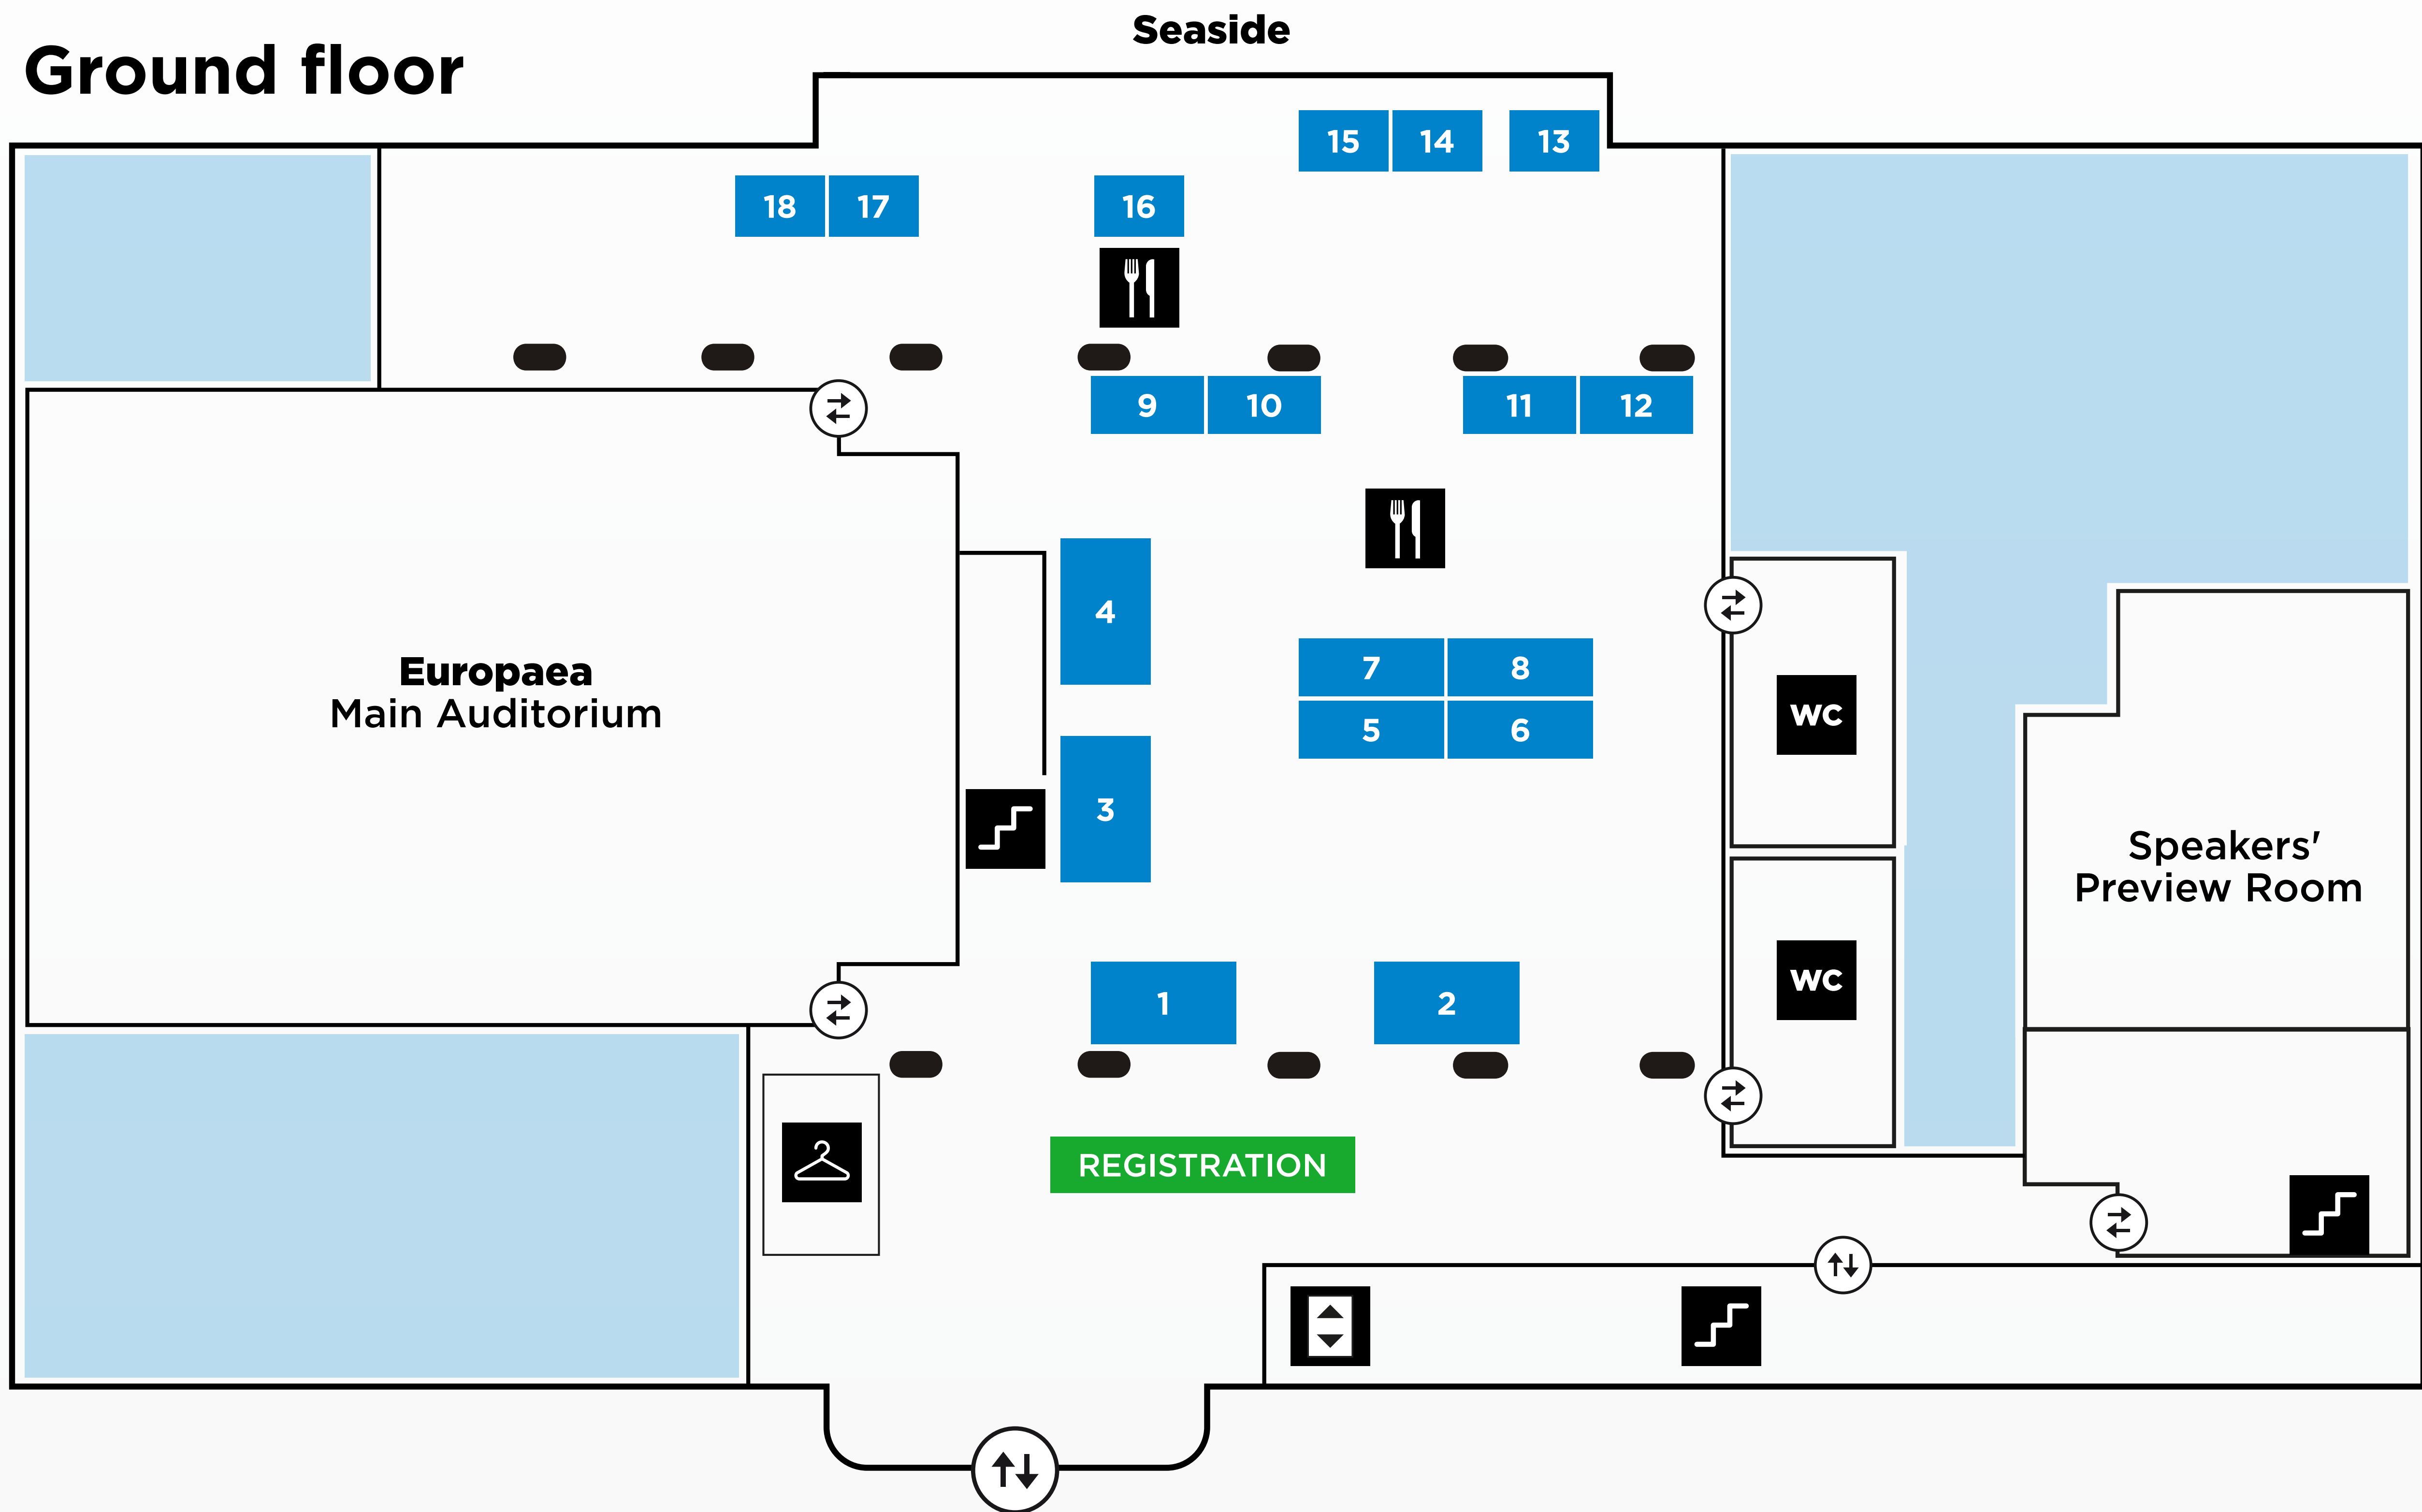 Seaside
Ground floor
15 14 13
18 17 16
9 10 11 12
4
7 8
5 6
Europaea
Main Auditorium
WC
3
Speakers'
Preview Room
WC
1 2
REGISTRATION